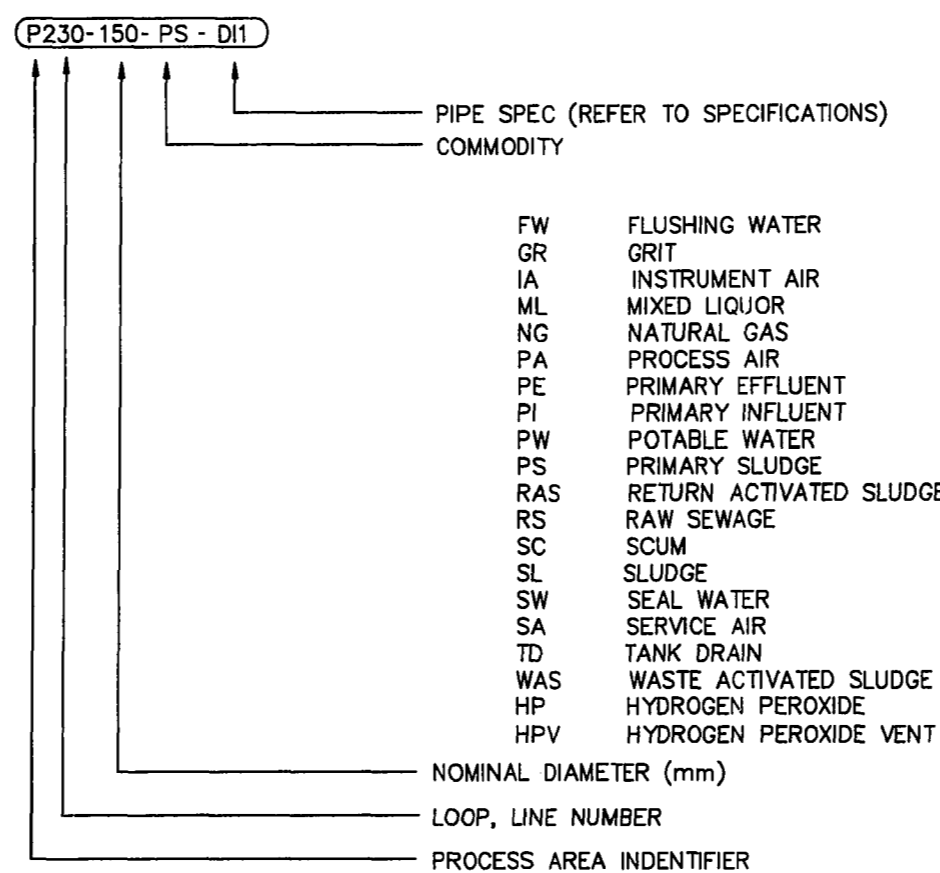 P230-150- PS - DI1
PIPE SPEC (REFER TO SPECIFICATIONS)
COMMODITY
FW FLUSHING WATER
GR GRIT
IA INSTRUMENT AIR
ML MIXED LIQUOR
NG NATURAL GAS
PA PROCESS AIR
PE PRIMARY EFFLUENT
PI PRIMARY INFLUENT
PW POTABLE WATER
PS PRIMARY SLUDGE
RAS RETURN ACTIVATED SLUDGE
RS RAW SEWAGE
SC SCUM
SL SLUDGE
SW SEAL WATER
SA SERVICE AIR
TD TANK DRAIN
WAS WASTE ACTIVATED SLUDGE
HP HYDROGEN PEROXIDE
HPV HYDROGEN PEROXIDE VENT
NOMINAL DIAMETER (mm)
LOOP, LINE NUMBER
PROCESS AREA INDENTIFIER